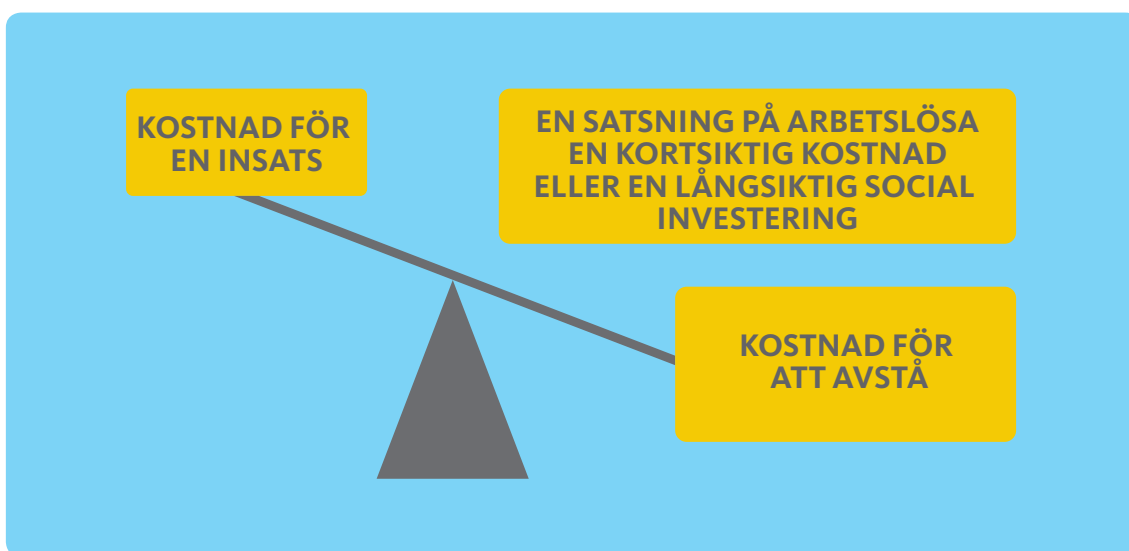 KOSTNAD FÖR
EN INSATS
EN SATSNING PÅ ARBETSLÖSA
EN KORTSIKTIG KOSTNAD
ELLER EN LÅNGSIKTIG SOCIAL
INVESTERING
KOSTNAD FÖR
ATT AVSTÅ